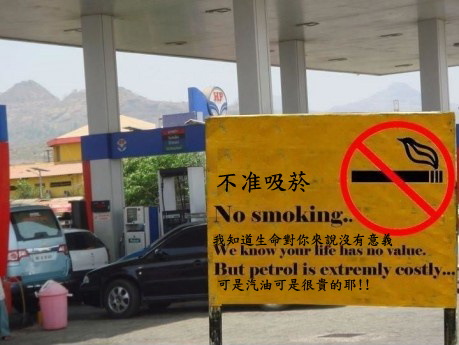 HP
不准吸菸
No smoking..
我知道生命對你來說沒有意義
We know your life has no value.
But petrol is extremly costly...
可是汽油可是很貴的耶!!